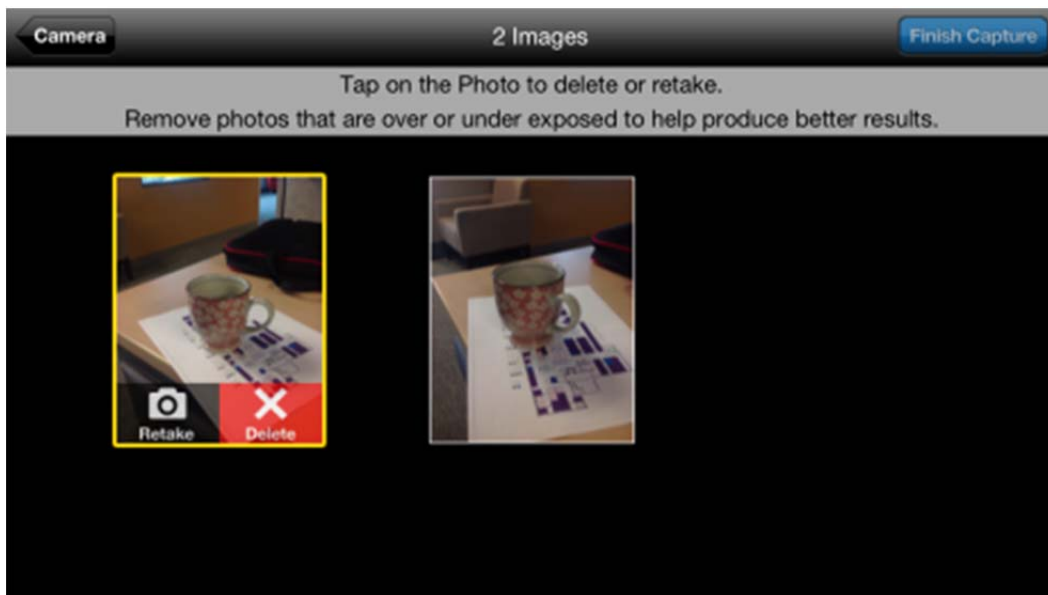 Camera
2 Images
Finish Capture
Tap on the Photo to delete or retake.
Remove photos that are over or under exposed to help produce better results.
Retake
Delete